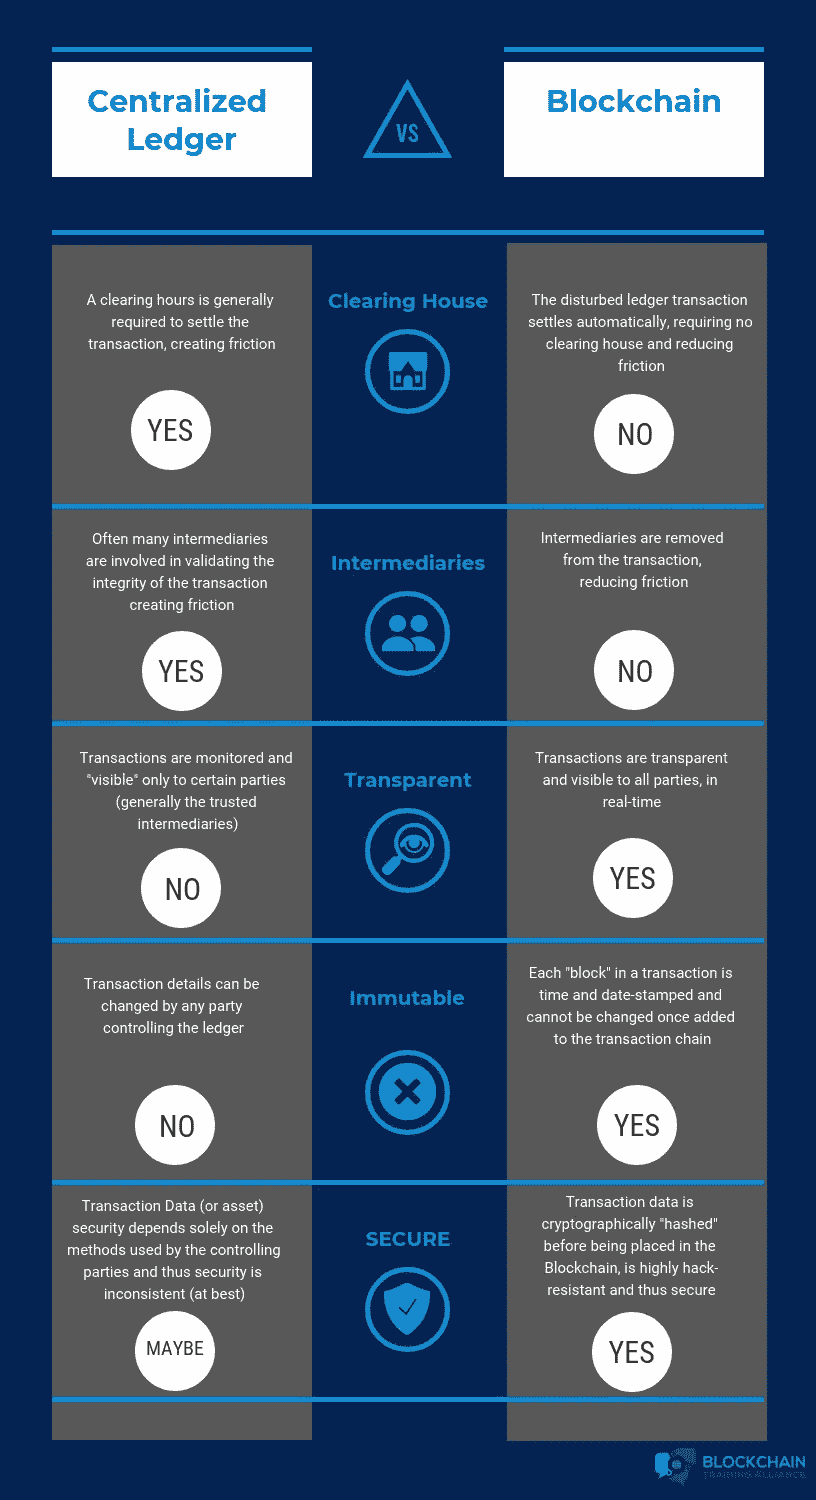 Centralized
Ledger
VS
Blockchain
A clearing hours is generally
required to settle the
transaction, creating friction
YES
Clearing House
The disturbed ledger transaction
settles automatically, requiring no
clearing house and reducing
friction
NO
Often many intermediaries
are involved in validating the
integrity of the transaction
creating friction
YES
Intermediaries
Intermediaries are removed
from the transaction,
reducing friction
NO
Transactions are monitored and
"visible" only to certain parties
(generally the trusted
intermediaries)
NO
Transparent
Transactions are transparent
and visible to all parties, in
real-time
YES
Transaction details can be
changed by any party
controlling the ledger
NO
Immutable
Each "block" in a transaction is
time and date-stamped and
cannot be changed once added
to the transaction chain
YES
Transaction Data (or asset)
security depends solely on the
methods used by the controlling
parties and thus security is
inconsistent (at best)
MAYBE
SECURE
Transaction data is
cryptographically "hashed"
before being placed in the
Blockchain, is highly hack-
resistant and thus secure
YES
BLOCKCHAIN
TRAINING ALLIANCE